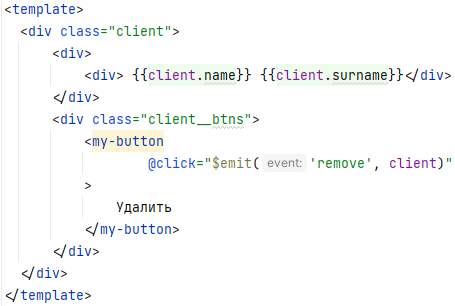 <template>
<div class="client">
<div>
<div> {{client.name}} {{client.surname}}</div>
</div>
<div class="client__btns">
<my-button
@click="$emit( event: 'remove', client)"
>
Удалить
</my-button>
</div>
</div>
</template>